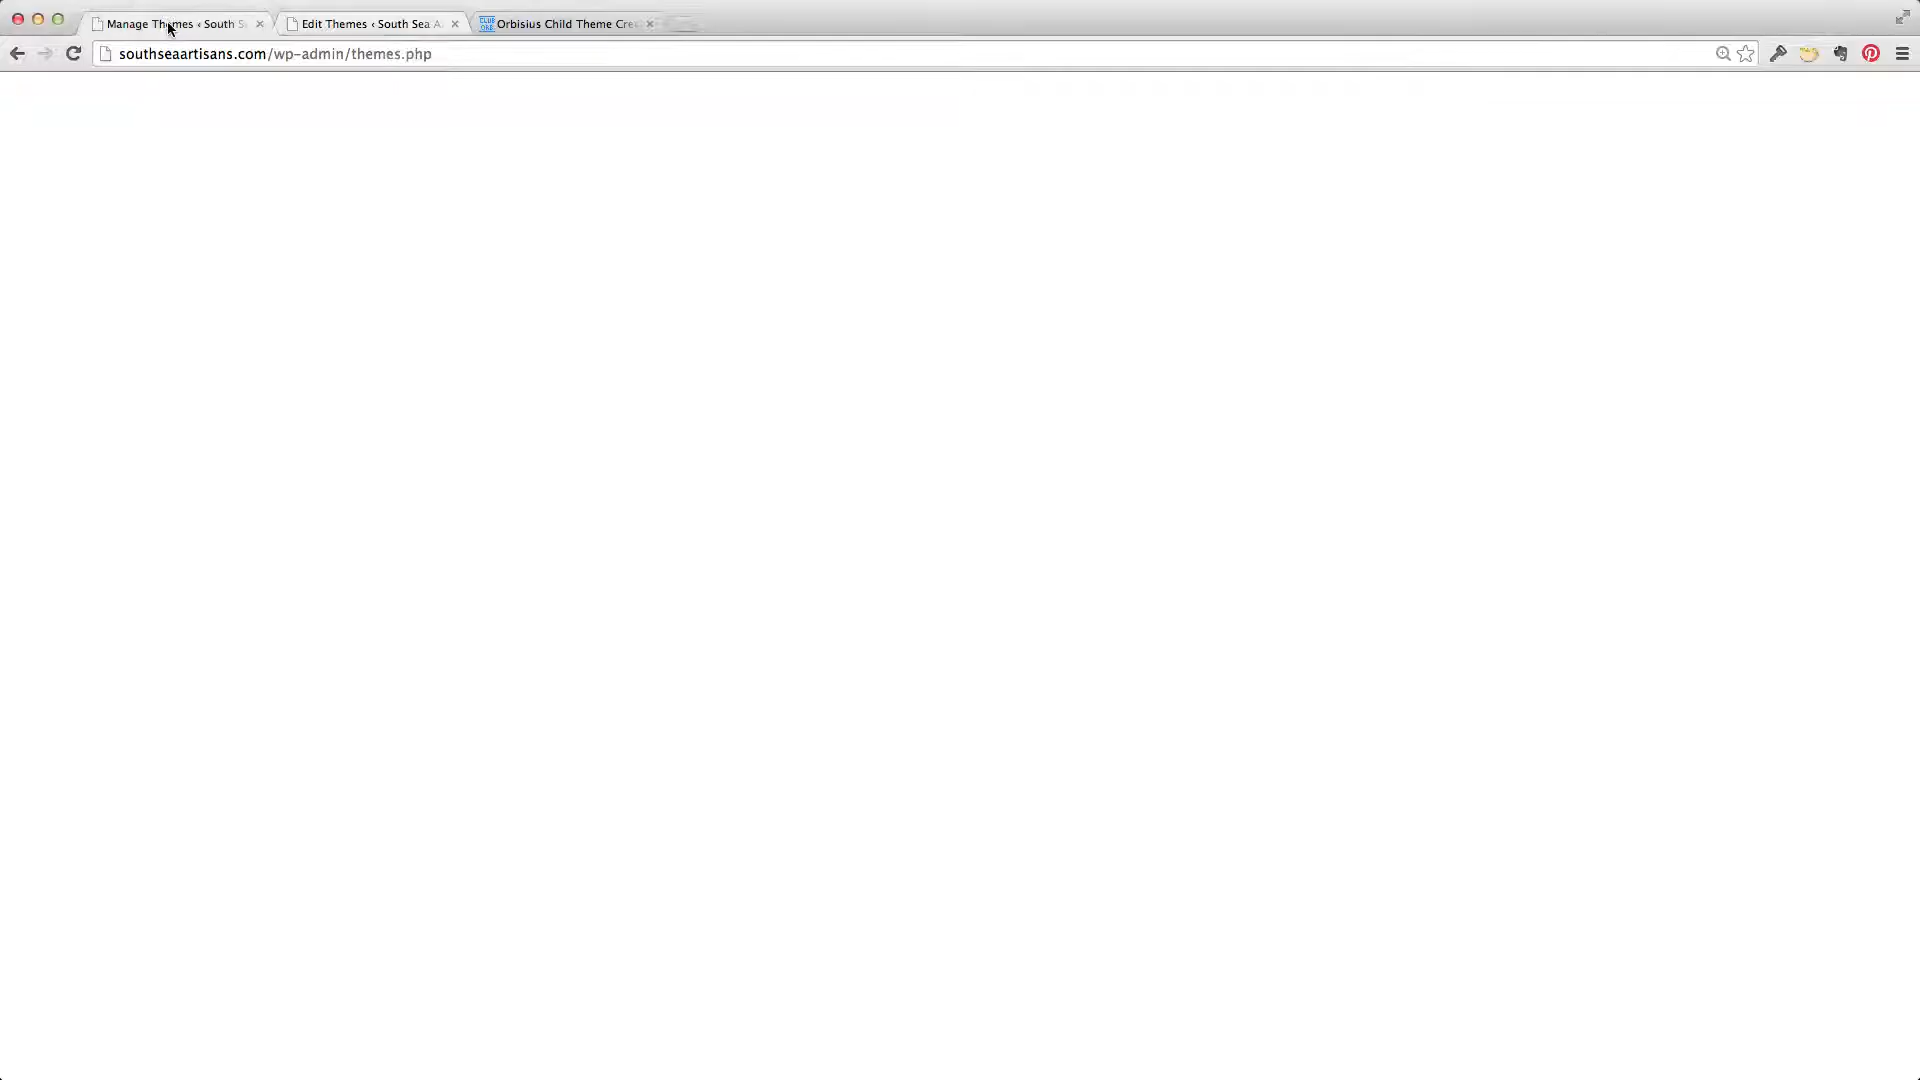 Manage Themes ‹ South S
Edit Themes ‹ South Sea A
Orbisius Child Theme Cre
southseaartisans.com/wp-admin/themes.php